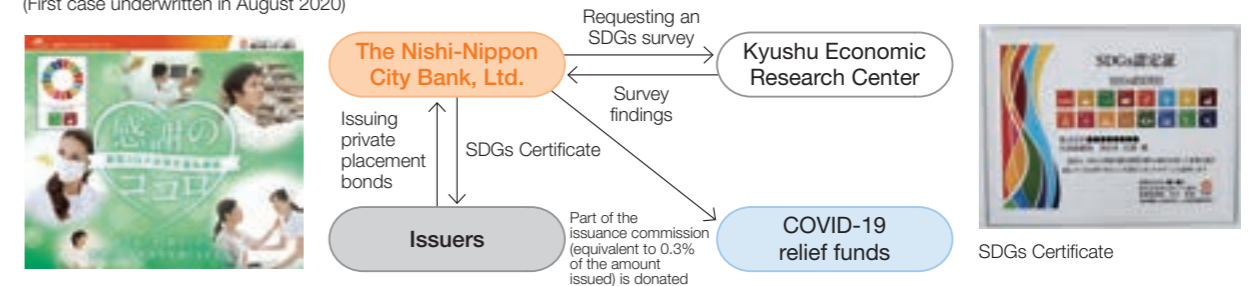 (First case underwritten in August 2020)
感謝の
ココロ
The Nishi-Nippon
City Bank, Ltd.
Requesting an
SDGs survey
Kyushu Economic
Research Center
Survey
findings
Issuing
private
placement
bonds
SDGs Certificate
Issuers
Part of the
issuance commission
(equivalent to 0.3%
of the amount
issued) is donated
COVID-19
relief funds
SDGs認定証
SDGs Certificate